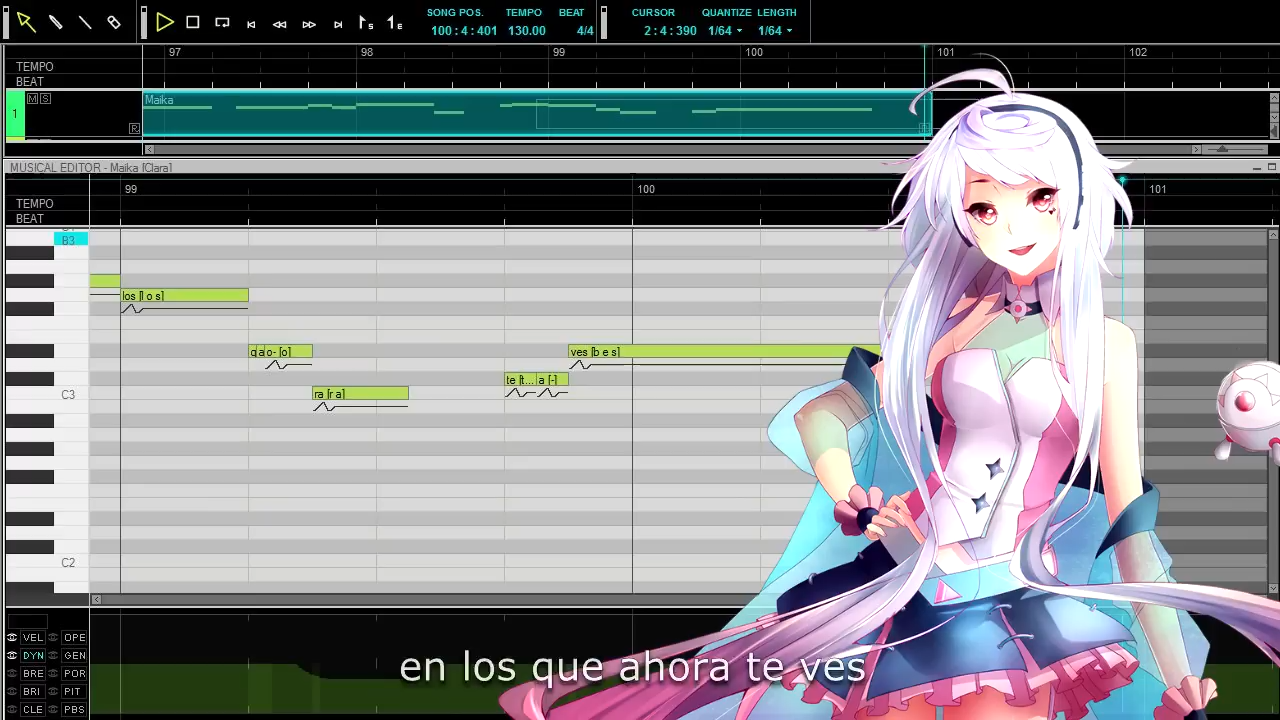 SONG POS. TEMPO BEAT CURSOR QUANTIZE LENGTH
100:4:401 130.00 4/4 2:4:390 1/64 1/64
97 98 99 100 101 102
TEMPO
BEAT
1 M S Maika
R
MUSICAL EDITOR - Maika [Clara]
99 100 101
TEMPO
BEAT
B3
los [l o s]
q a o- [o] ves [b e s]
te [t... a [-]
C3 ra [r a]
C2
VEL OPE
DYN GEN
BRE POR
BRI PIT
CLE PBS
en los que ahora te ves